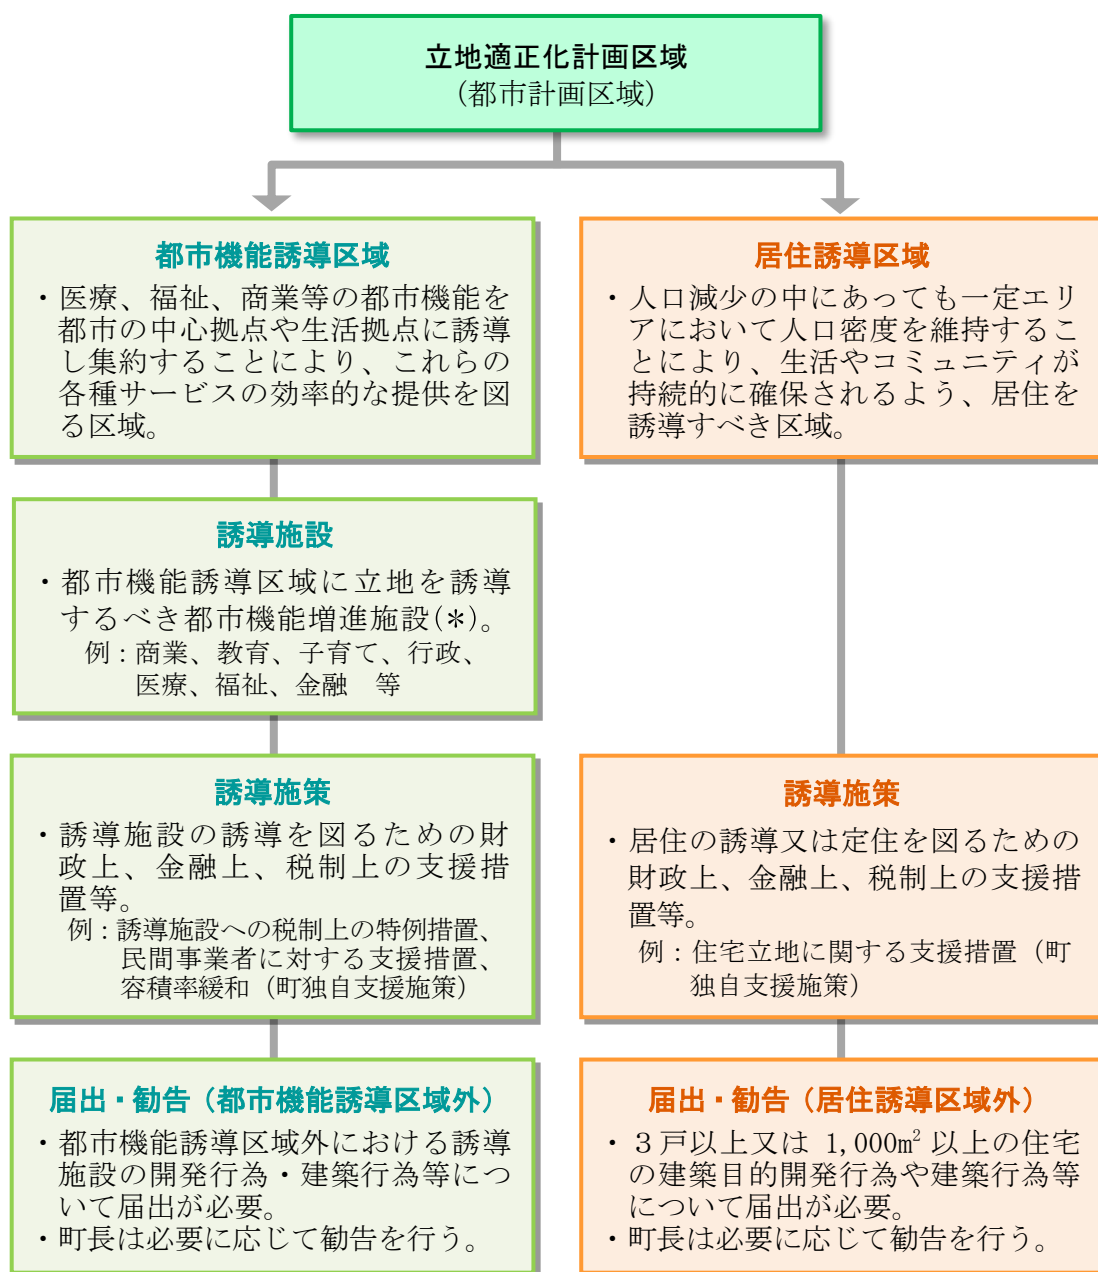 立地適正化計画区域
（都市計画区域）
都市機能誘導区域
・医療、福祉、商業等の都市機能を
都市の中心拠点や生活拠点に誘導
し集約することにより、これらの
各種サービスの効率的な提供を図
る区域。
誘導施設
・都市機能誘導区域に立地を誘導
するべき都市機能増進施設(＊)。
例：商業、教育、子育て、行政、
医療、福祉、金融　等
誘導施策
・誘導施設の誘導を図るための財
政上、金融上、税制上の支援措
置等。
例：誘導施設への税制上の特例措置、
民間事業者に対する支援措置、
容積率緩和（町独自支援施策）
届出・勧告（都市機能誘導区域外）
・都市機能誘導区域外における誘導
施設の開発行為・建築行為等につ
いて届出が必要。
・町長は必要に応じて勧告を行う。
居住誘導区域
・人口減少の中にあっても一定エリ
アにおいて人口密度を維持するこ
とにより、生活やコミュニティが
持続的に確保されるよう、居住を
誘導すべき区域。
誘導施策
・居住の誘導又は定住を図るための
財政上、金融上、税制上の支援措
置等。
例：住宅立地に関する支援措置（町
独自支援施策）
届出・勧告（居住誘導区域外）
・３戸以上又は 1,000m² 以上の住宅
の建築目的開発行為や建築行為等
について届出が必要。
・町長は必要に応じて勧告を行う。